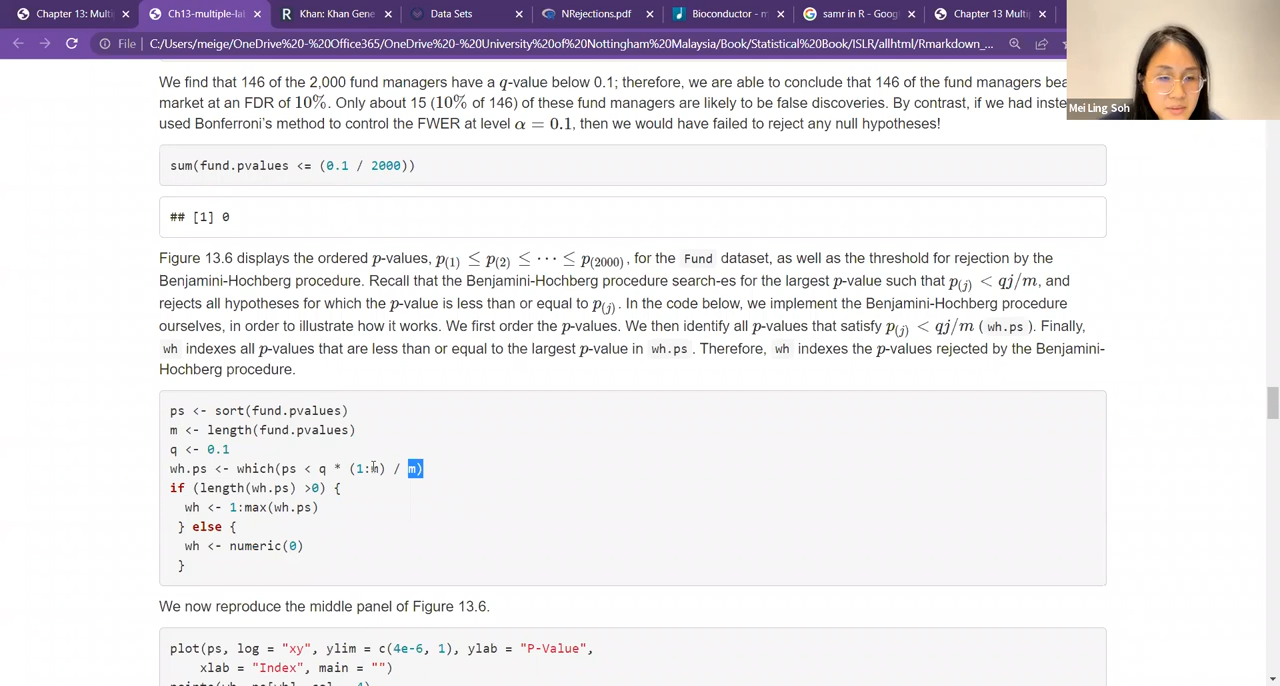 Chapter 13: Multip
Ch13-multiple-lab
Khan: Khan Gene
Data Sets
NRejections.pdf
Bioconductor - m
samr in R - Goog
Chapter 13 Multi
File C:/Users/meige/OneDrive%20-%20Office365/OneDrive%20-%20University%20of%20Nottingham%20Malaysia/Book/Statistical%20Book/ISLR/allhtml/Rmarkdown_...
Mei Ling Soh
We find that 146 of the 2,000 fund managers have a q-value below 0.1; therefore, we are able to conclude that 146 of the fund managers bea
market at an FDR of 10%. Only about 15 (10% of 146) of these fund managers are likely to be false discoveries. By contrast, if we had inste
used Bonferroni's method to control the FWER at level α = 0.1, then we would have failed to reject any null hypotheses!
sum(fund.pvalues <= (0.1 / 2000))
## [1] 0
Figure 13.6 displays the ordered p-values, p(1) ≤ p(2) ≤ ⋯ ≤ p(2000), for the Fund dataset, as well as the threshold for rejection by the
Benjamini-Hochberg procedure. Recall that the Benjamini-Hochberg procedure search-es for the largest p-value such that p(j) < qj/m, and
rejects all hypotheses for which the p-value is less than or equal to p(j). In the code below, we implement the Benjamini-Hochberg procedure
ourselves, in order to illustrate how it works. We first order the p-values. We then identify all p-values that satisfy p(j) < qj/m ( wh.ps ). Finally,
wh indexes all p-values that are less than or equal to the largest p-value in wh.ps . Therefore, wh indexes the p-values rejected by the Benjamini-
Hochberg procedure.
ps <- sort(fund.pvalues)
m <- length(fund.pvalues)
q <- 0.1
wh.ps <- which(ps < q * (1:m) / m)
if (length(wh.ps) >0) {
wh <- 1:max(wh.ps)
} else {
wh <- numeric(0)
}
We now reproduce the middle panel of Figure 13.6.
plot(ps, log = "xy", ylim = c(4e-6, 1), ylab = "P-Value",
xlab = "Index", main = "")